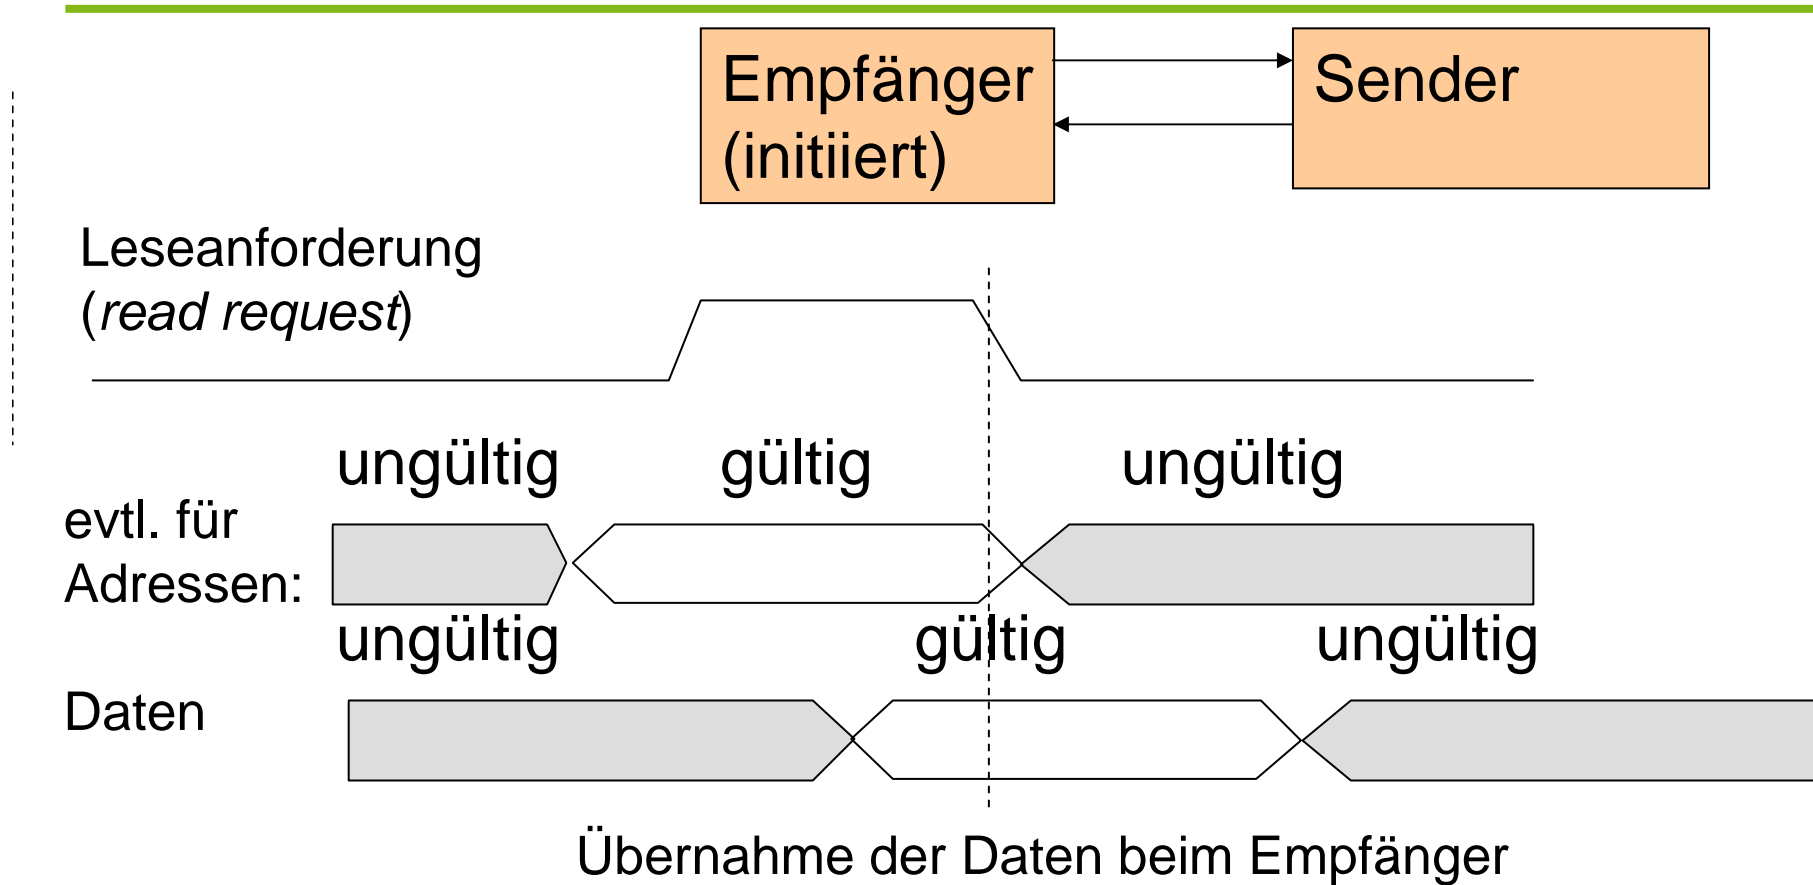 Empfänger
(initiiert)
Sender
Leseanforderung
(read request)
ungültig gültig ungültig
evtl. für
Adressen:
ungültig gültig ungültig
Daten
Übernahme der Daten beim Empfänger